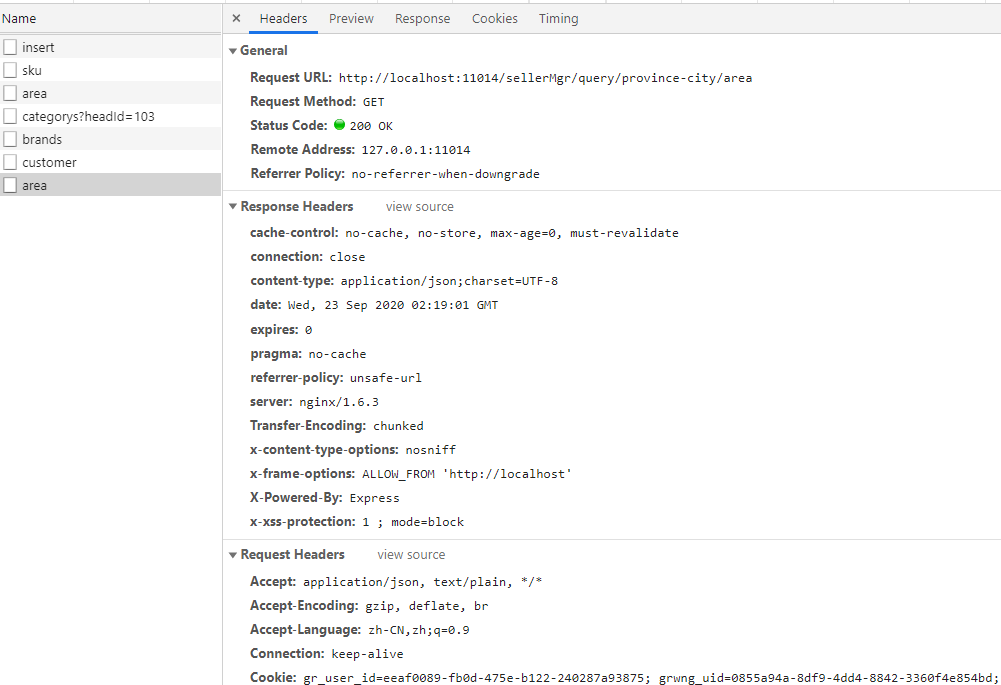 Name
insert
sku
area
categorys?headId=103
brands
customer
area
× Headers Preview Response Cookies Timing
General
Request URL: http://localhost:11014/sellerMgr/query/province-city/area
Request Method: GET
Status Code: 200 OK
Remote Address: 127.0.0.1:11014
Referrer Policy: no-referrer-when-downgrade
Response Headers view source
cache-control: no-cache, no-store, max-age=0, must-revalidate
connection: close
content-type: application/json;charset=UTF-8
date: Wed, 23 Sep 2020 02:19:01 GMT
expires: 0
pragma: no-cache
referrer-policy: unsafe-url
server: nginx/1.6.3
Transfer-Encoding: chunked
x-content-type-options: nosniff
x-frame-options: ALLOW_FROM 'http://localhost'
X-Powered-By: Express
x-xss-protection: 1 ; mode=block
Request Headers view source
Accept: application/json, text/plain, */*
Accept-Encoding: gzip, deflate, br
Accept-Language: zh-CN,zh;q=0.9
Connection: keep-alive
Cookie: gr_user_id=eeaf0089-fb0d-475e-b122-240287a93875; grwng_uid=0855a94a-8df9-4dd4-8842-3360f4e854bd;